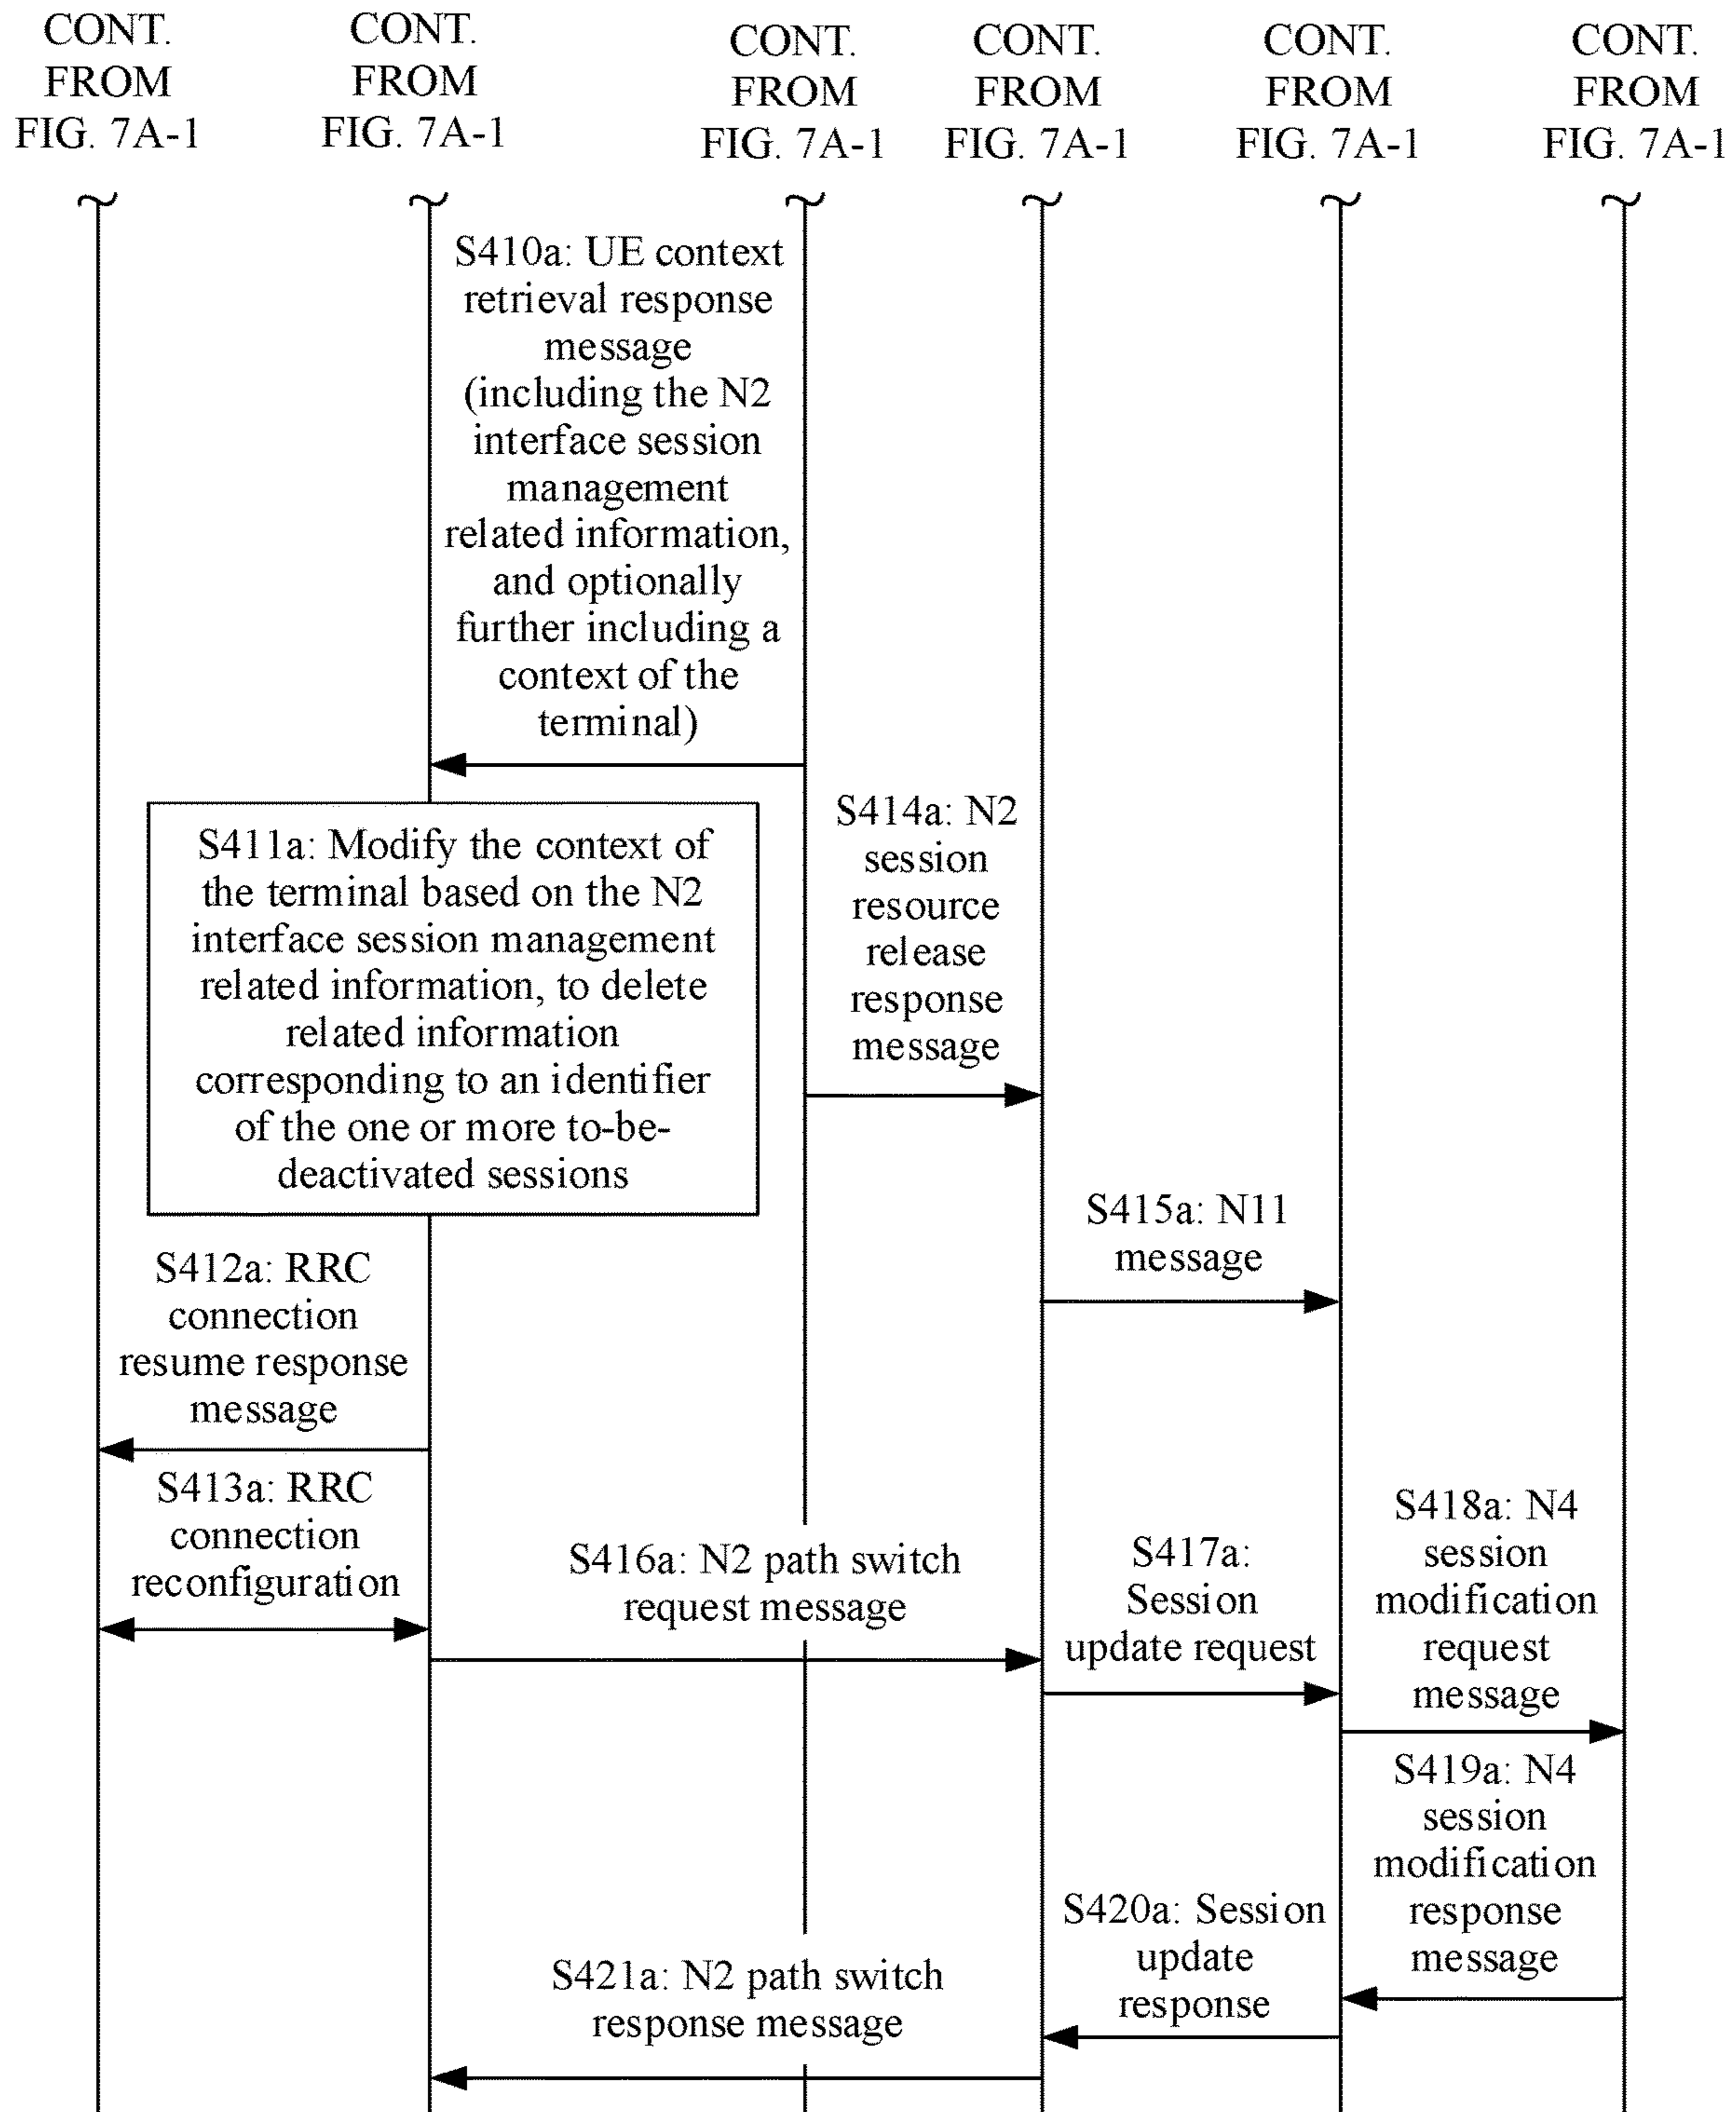 CONT.
FROM
FIG. 7A-1
CONT.
FROM
FIG. 7A-1
CONT.
FROM
FIG. 7A-1
CONT.
FROM
FIG. 7A-1
CONT.
FROM
FIG. 7A-1
CONT.
FROM
FIG. 7A-1
S410a: UE context
retrieval response
message
(including the N2
interface session
management
related information,
and optionally
further including a
context of the
terminal)
S411a: Modify the context of
the terminal based on the N2
interface session management
related information, to delete
related information
corresponding to an identifier
of the one or more to-be-
deactivated sessions
S414a: N2
session
resource
release
response
message
S415a: N11
message
S412a: RRC
connection
resume response
message
S413a: RRC
connection
reconfiguration
S416a: N2 path switch
request message
S417a:
Session
update request
S418a: N4
session
modification
request
message
S419a: N4
session
modification
response
message
S420a: Session
update
response
S421a: N2 path switch
response message